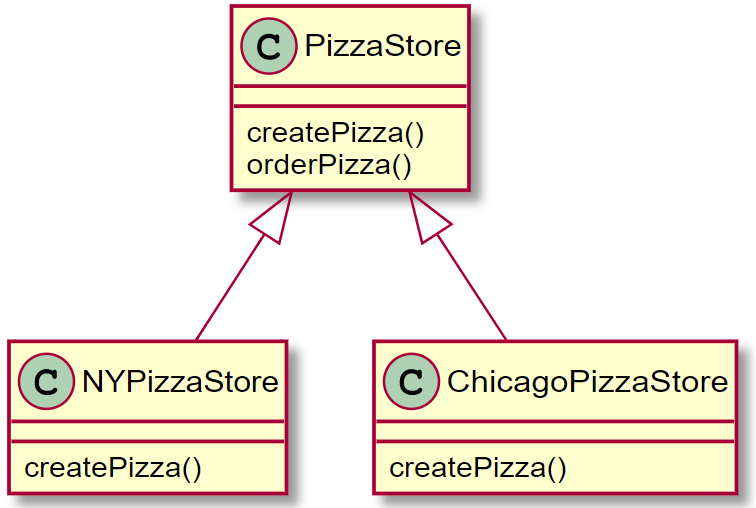 C PizzaStore
createPizza()
orderPizza()
C NYPizzaStore
createPizza()
C ChicagoPizzaStore
createPizza()